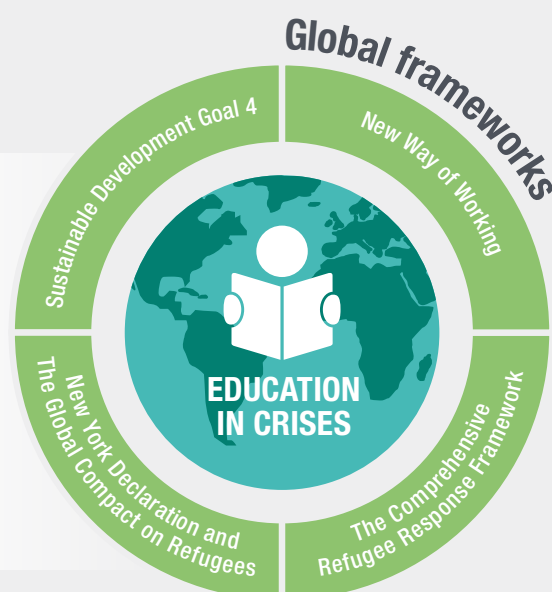 Global frameworks
Sustainable Development Goal 4
New Way of Working
EDUCATION
IN CRISES
New York Declaration and
The Global Compact on Refugees
The Comprehensive
Refugee Response Framework